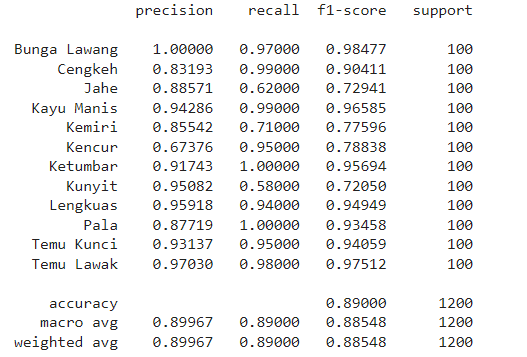 precision recall f1-score support
Bunga Lawang 1.00000 0.97000 0.98477 100
Cengkeh 0.83193 0.99000 0.90411 100
Jahe 0.88571 0.62000 0.72941 100
Kayu Manis 0.94286 0.99000 0.96585 100
Kemiri 0.85542 0.71000 0.77596 100
Kencur 0.67376 0.95000 0.78838 100
Ketumbar 0.91743 1.00000 0.95694 100
Kunyit 0.95082 0.58000 0.72050 100
Lengkuas 0.95918 0.94000 0.94949 100
Pala 0.87719 1.00000 0.93458 100
Temu Kunci 0.93137 0.95000 0.94059 100
Temu Lawak 0.97030 0.98000 0.97512 100
accuracy 0.89000 1200
macro avg 0.89967 0.89000 0.88548 1200
weighted avg 0.89967 0.89000 0.88548 1200